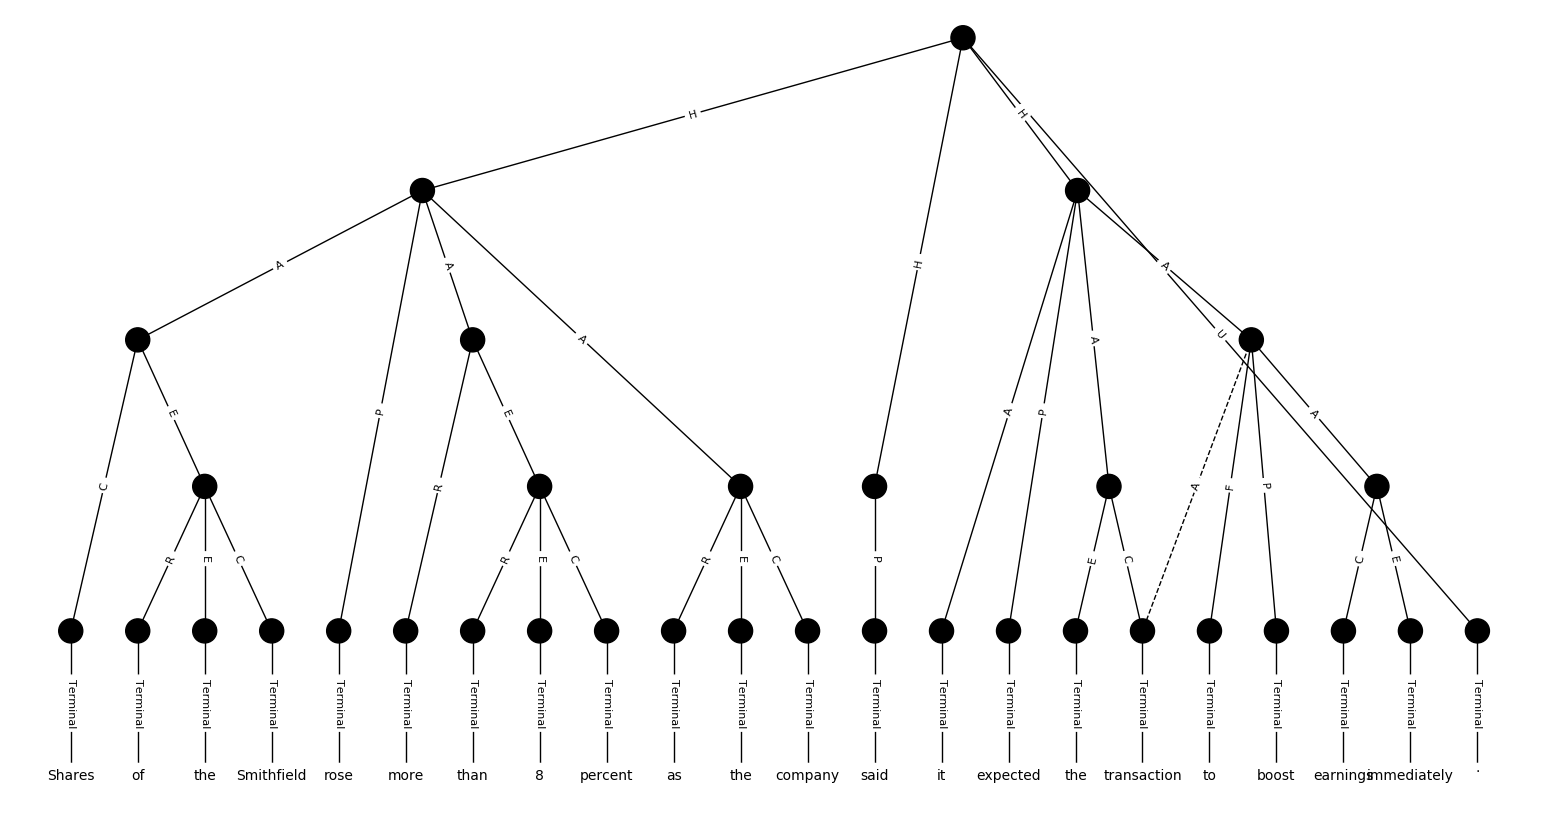 H
H
H
A
A
A
A
U
E
P
E
A
P
A
A
C
R
A
F
P
R
E
C
R
E
C
R
E
C
P
E
C
C
E
Terminal Terminal Terminal Terminal Terminal Terminal Terminal Terminal Terminal Terminal Terminal Terminal Terminal Terminal Terminal Terminal Terminal Terminal Terminal Terminal Terminal Terminal
Shares of the Smithfield rose more than 8 percent as the company said it expected the transaction to boost earnings immediately .